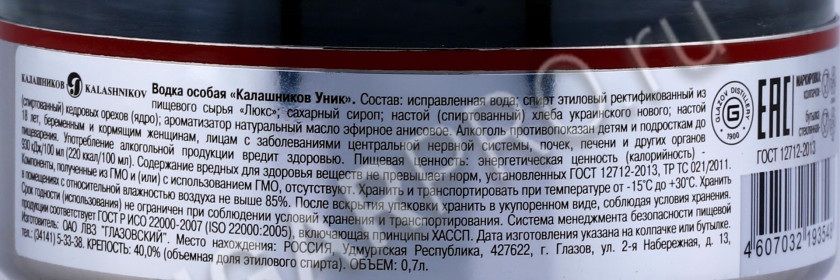 КАЛАШНИКОВ KALASHNIKOV
Водка особая «Калашников Уник». Состав: исправленная вода; спирт этиловый ректификованный из
пищевого сырья «Люкс»; сахарный сироп; настой (спиртованный) хлеба украинского нового; настой
(спиртованный) кедровых орехов (ядро); ароматизатор натуральный масло эфирное анисовое. Алкоголь противопоказан детям и подросткам до
18 лет, беременным и кормящим женщинам, лицам с заболеваниями центральной нервной системы, почек, печени и других органов
пищеварения. Употребление алкогольной продукции вредит здоровью. Пищевая ценность: энергетическая ценность (калорийность) -
930 кДж/100 мл (220 ккал/100 мл). Содержание вредных для здоровья веществ не превышает норм, установленных ГОСТ 12712-2013, ТР ТС 021/2011.
Компоненты, полученные из ГМО и (или) с использованием ГМО, отсутствуют. Хранить и транспортировать при температуре от -15°C до +30°C. Хранить
в помещениях с относительной влажностью воздуха не выше 85%. После вскрытия упаковки хранить в укупоренном виде, соблюдая условия хранения.
Срок годности (использования) не ограничен при соблюдении условий хранения и транспортирования. Система менеджмента безопасности пищевой
продукции соответствует ГОСТ Р ИСО 22000-2007 (ISO 22000:2005), включающая принципы ХАССП. Дата изготовления указана на колпачке или бутылке.
Изготовитель: ОАО ЛВЗ "ГЛАЗОВСКИЙ". Место нахождения: РОССИЯ, Удмуртская Республика, 427622, г. Глазов, ул. 2-я Набережная, д. 13,
тел.: (34141) 5-33-38. КРЕПОСТЬ: 40,0% (объемная доля этилового спирта). ОБЪЕМ: 0,7л.
GLAZOV DISTILLERY
G
1900
EAC
МАРКИРОВКА
колпачок
бутылка
ГОСТ 12712-2013
4 607032 193549